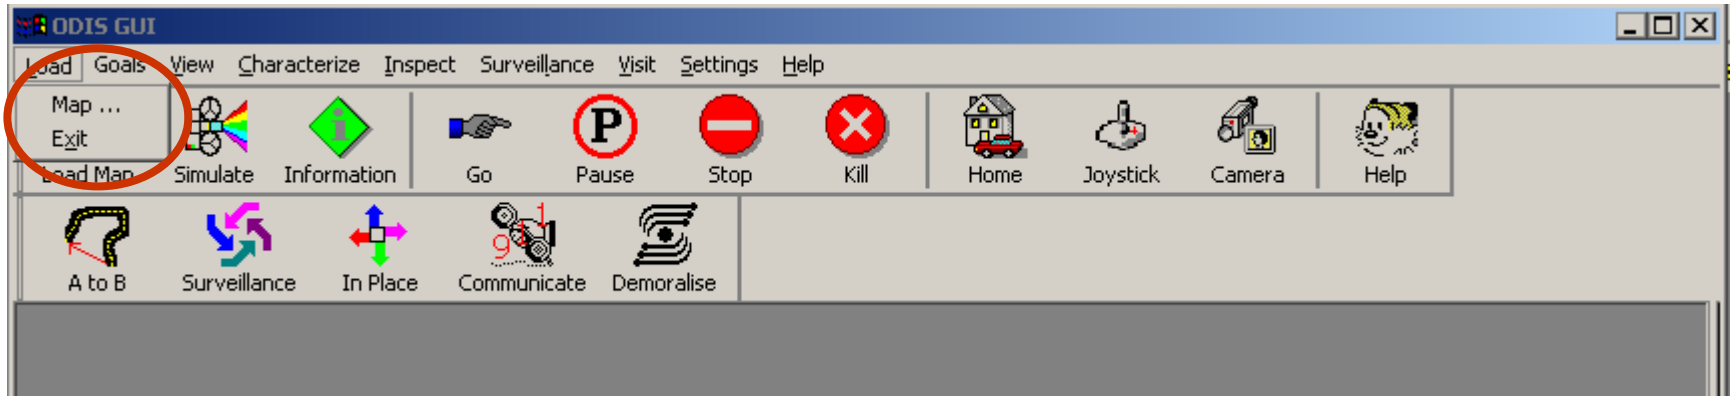 ODIS GUI
Load Goals View Characterize Inspect Surveillance Visit Settings Help
Map ...
Exit
Load Map Simulate Information Go Pause Stop Kill Home Joystick Camera Help
P
91
A to B Surveillance In Place Communicate Demoralise